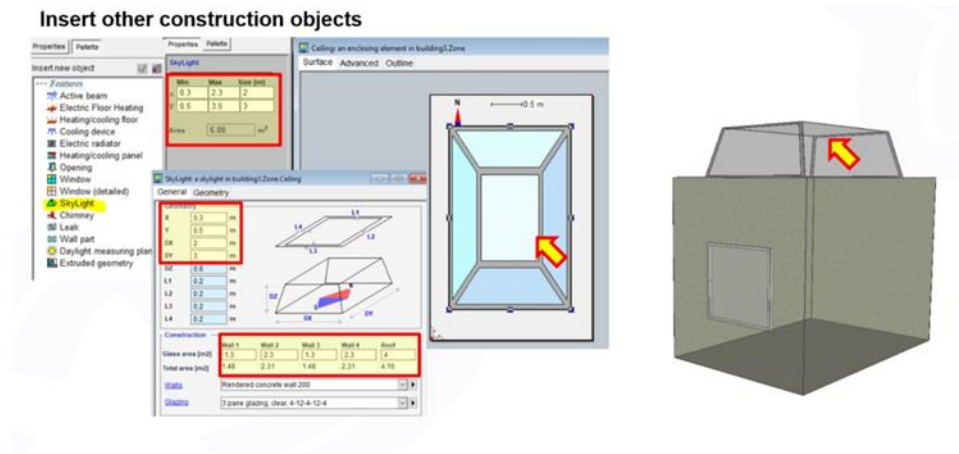 Insert other construction objects
Properties Palette
Insert new object
Features
Active beam
Electric Floor Heating
Heating/cooling floor
Cooling device
Electric radiator
Heating/cooling panel
Opening
Window
Window (detailed)
SkyLight
Chimney
Leak
Wall part
Daylight measuring plan
Extruded geometry
Properties Palette
SkyLight
Min Max Size [m]
x 0.3 2.3 2
y 0.5 3.5 3
Area 6.00 m²
Ceiling: an enclosing element in building3.Zone
Surface Advanced Outline
N 0.5 m
SkyLight: a skylight in building3.Zone.Ceiling
General Geometry
Geometry
X 0.3 m
Y 0.5 m
DX 2 m
DY 3 m
DZ 0.8 m
L1 0.2 m
L2 0.2 m
L3 0.2 m
L4 0.2 m
L1
L4
L2
L3
DZ
DX
DY
Construction
Wall 1 Wall 2 Wall 3 Wall 4 Roof
Glass area [m2] 1.3 2.3 1.3 2.3 4
Total area [m2] 1.48 2.31 1.48 2.31 4.16
Walls Rendered concrete wall 200
Glazing 3 pane glazing, clear, 4-12-4-12-4